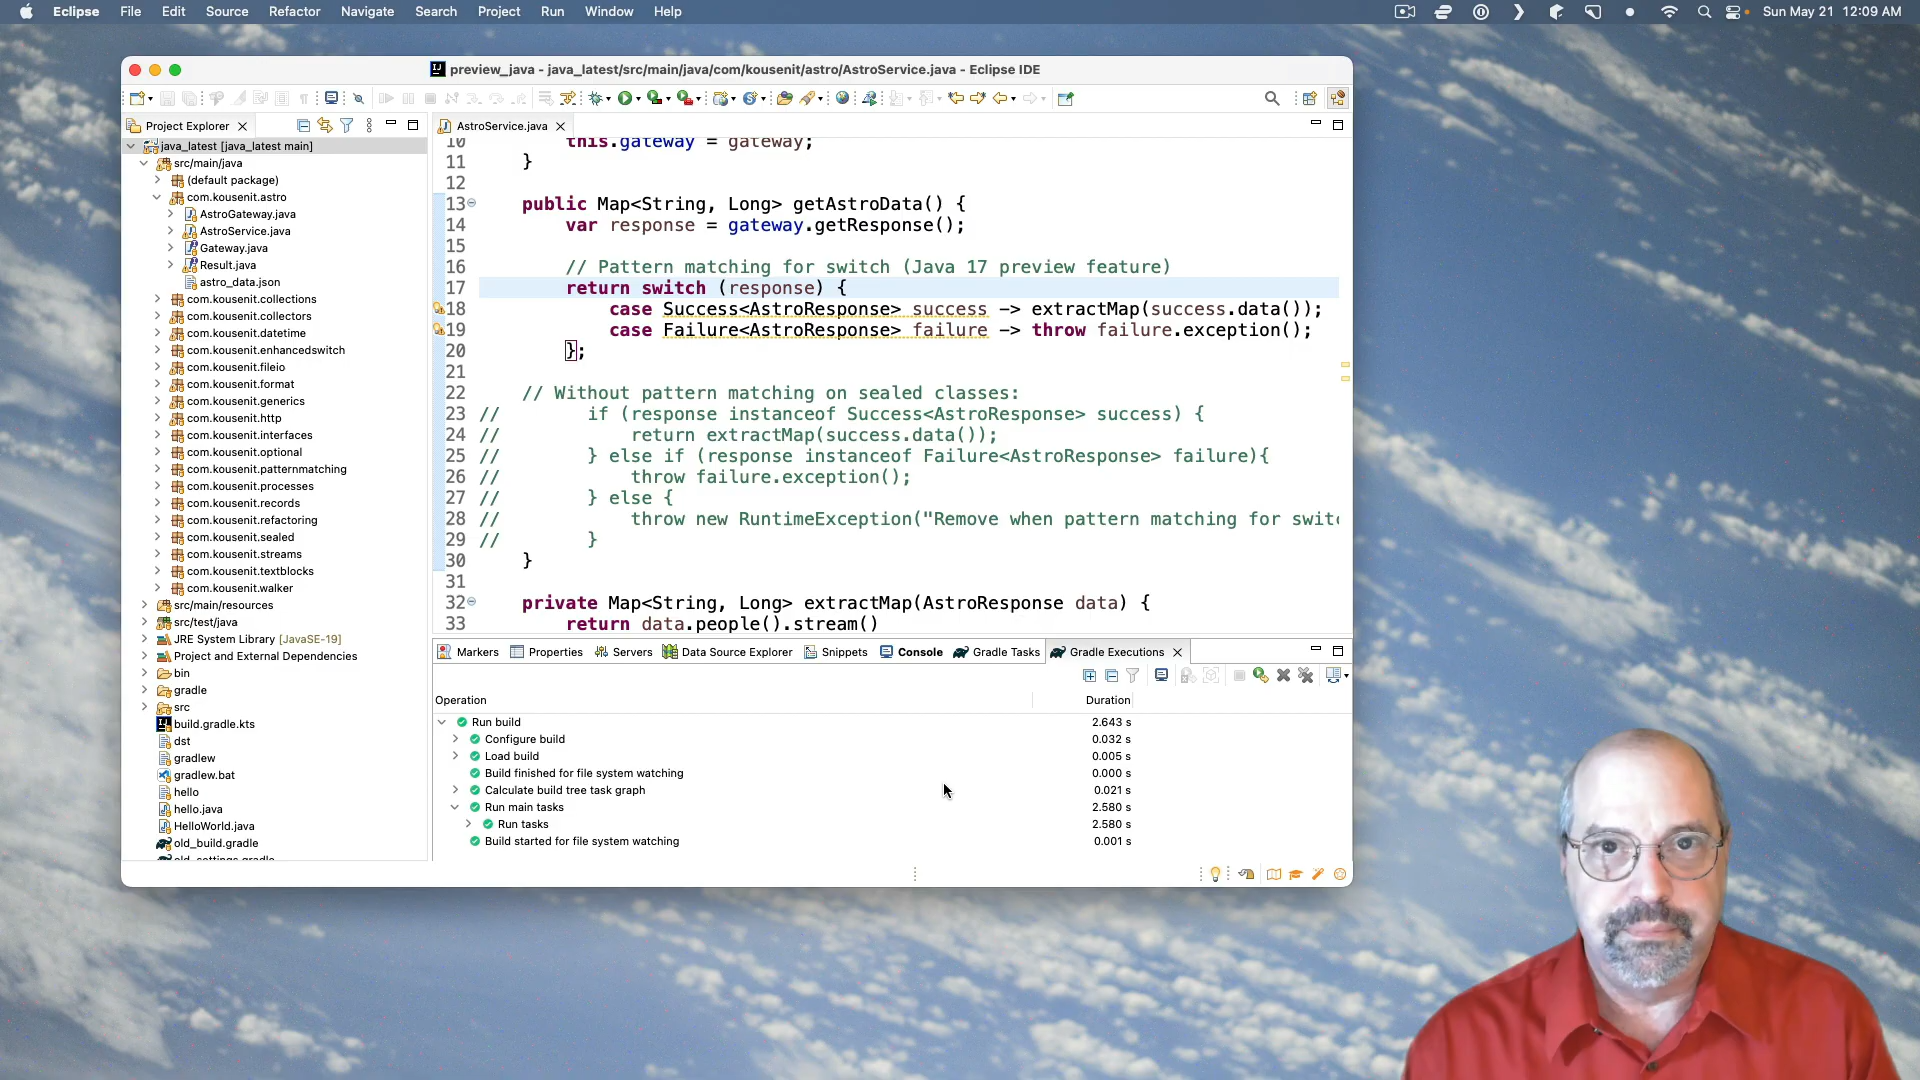 Eclipse File Edit Source Refactor Navigate Search Project Run Window Help Sun May 21 12:09 AM
preview_java - java_latest/src/main/java/com/kousenit/astro/AstroService.java - Eclipse IDE
Project Explorer
java_latest [java_latest main]
src/main/java
(default package)
com.kousenit.astro
AstroGateway.java
AstroService.java
Gateway.java
Result.java
astro_data.json
com.kousenit.collections
com.kousenit.collectors
com.kousenit.datetime
com.kousenit.enhancedswitch
com.kousenit.fileio
com.kousenit.format
com.kousenit.generics
com.kousenit.http
com.kousenit.interfaces
com.kousenit.optional
com.kousenit.patternmatching
com.kousenit.processes
com.kousenit.records
com.kousenit.refactoring
com.kousenit.sealed
com.kousenit.streams
com.kousenit.textblocks
com.kousenit.walker
src/main/resources
src/test/java
JRE System Library [JavaSE-19]
Project and External Dependencies
bin
gradle
src
build.gradle.kts
dst
gradlew
gradlew.bat
hello
hello.java
HelloWorld.java
old_build.gradle
old_settings.gradle
AstroService.java
10 this.gateway = gateway;
11 }
12
13 public Map<String, Long> getAstroData() {
14 var response = gateway.getResponse();
15
16 // Pattern matching for switch (Java 17 preview feature)
17 return switch (response) {
18 case Success<AstroResponse> success -> extractMap(success.data());
19 case Failure<AstroResponse> failure -> throw failure.exception();
20 };
21
22 // Without pattern matching on sealed classes:
23 // if (response instanceof Success<AstroResponse> success) {
24 // return extractMap(success.data());
25 // } else if (response instanceof Failure<AstroResponse> failure){
26 // throw failure.exception();
27 // } else {
28 // throw new RuntimeException("Remove when pattern matching for swit
29 // }
30 }
31
32 private Map<String, Long> extractMap(AstroResponse data) {
33 return data.people().stream()
Markers Properties Servers Data Source Explorer Snippets Console Gradle Tasks Gradle Executions
Operation Duration
Run build 2.643 s
Configure build 0.032 s
Load build 0.005 s
Build finished for file system watching 0.000 s
Calculate build tree task graph 0.021 s
Run main tasks 2.580 s
Run tasks 2.580 s
Build started for file system watching 0.001 s